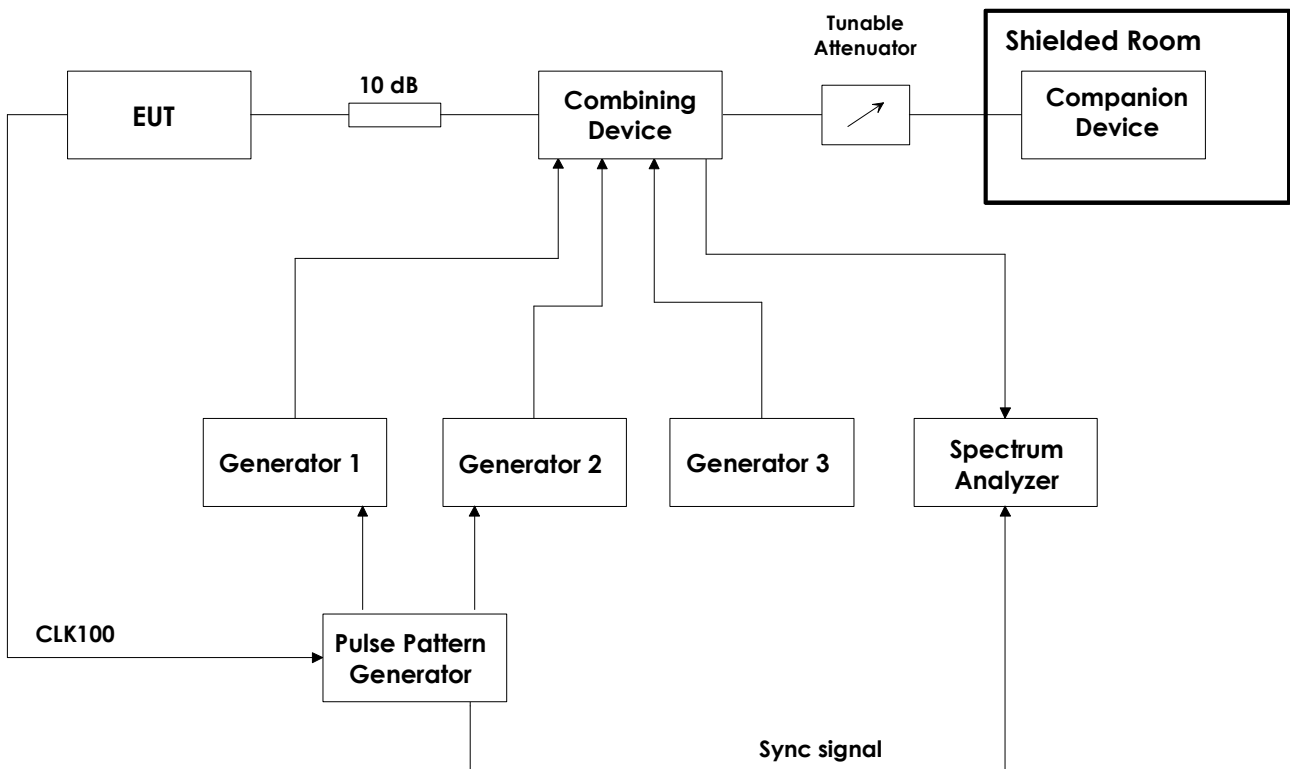 Tunable
Attenuator
Shielded Room
10 dB
EUT
Combining
Device
Companion
Device
Generator 1
Generator 2
Generator 3
Spectrum
Analyzer
CLK100
Pulse Pattern
Generator
Sync signal